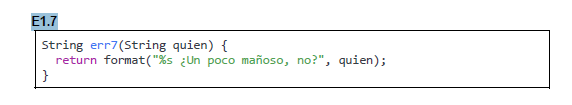 E1.7
String err7(String quien) {
  return format("%s ¿Un poco mañoso, no?", quien);
}